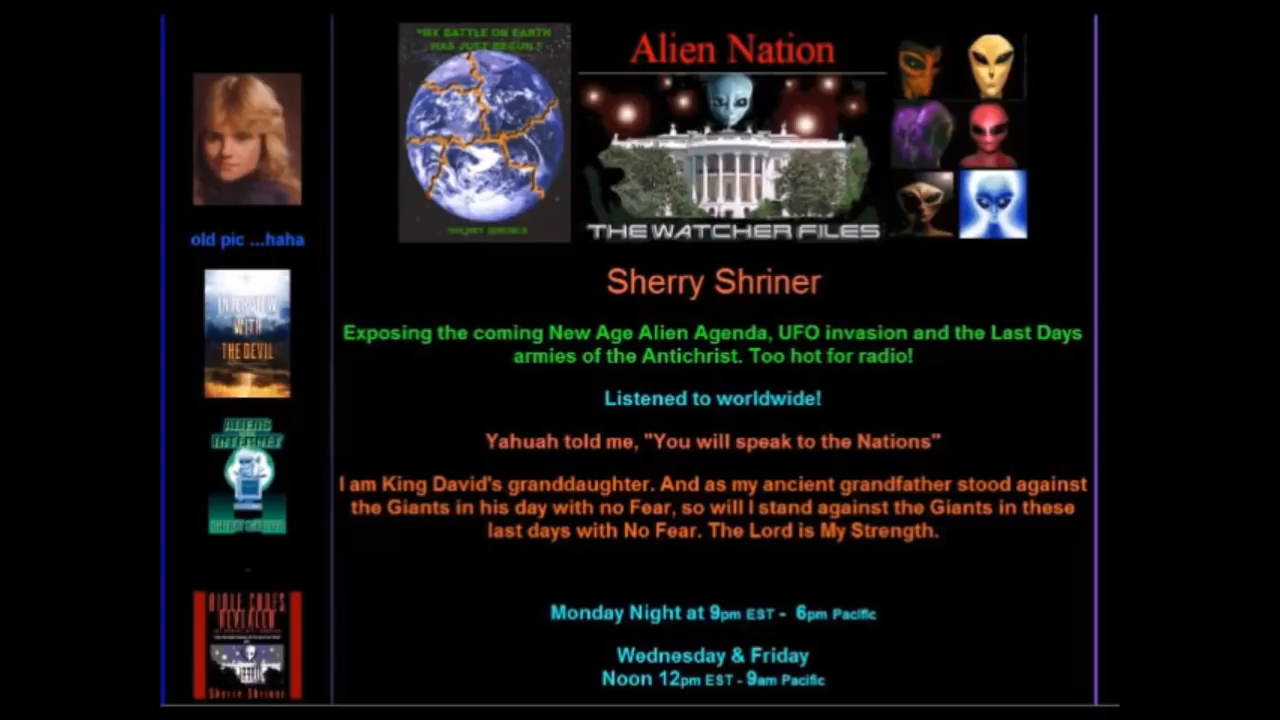 "MY BATTLE ON EARTH
HAS JUST BEGUN."
Alien Nation
THE WATCHER FILES
old pic ...haha
INTERVIEW
WITH
THE DEVIL
ALIENS
INTERNET
BIBLE CODES
REVEALED
Sherry Shriner
Sherry Shriner
Exposing the coming New Age Alien Agenda, UFO invasion and the Last Days
armies of the Antichrist. Too hot for radio!
Listened to worldwide!
Yahuah told me, "You will speak to the Nations"
I am King David's granddaughter. And as my ancient grandfather stood against
the Giants in his day with no Fear, so will I stand against the Giants in these
last days with No Fear. The Lord is My Strength.
Monday Night at 9pm EST - 6pm Pacific
Wednesday & Friday
Noon 12pm EST - 9am Pacific